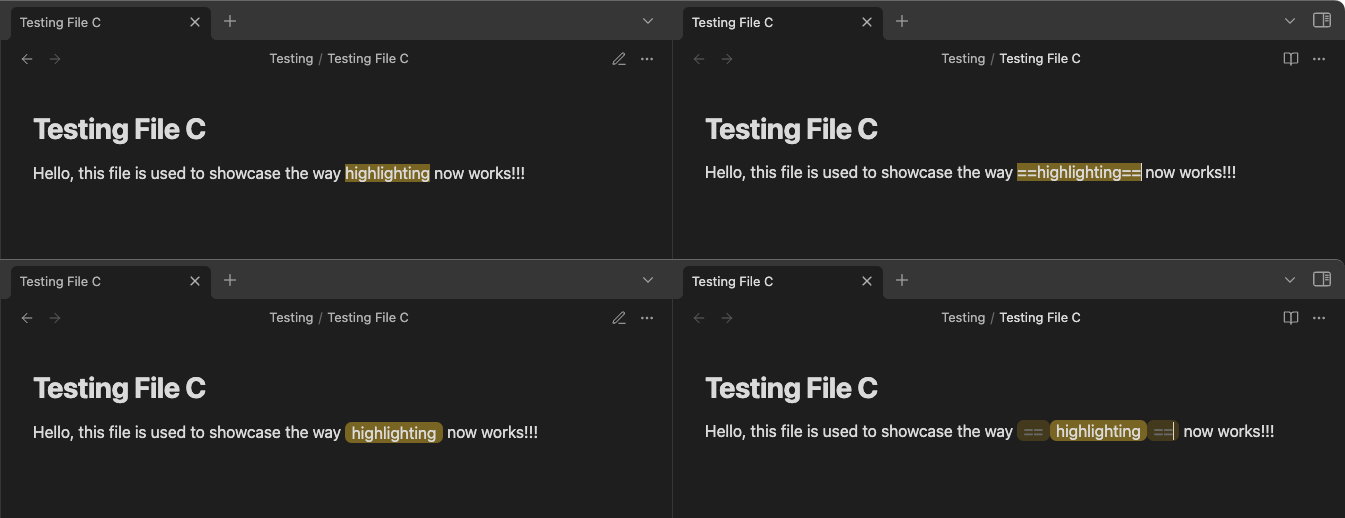 Testing File C
Testing File C
Testing / Testing File C
Testing / Testing File C
Testing File C
Testing File C
Hello, this file is used to showcase the way highlighting now works!!!
Hello, this file is used to showcase the way ==highlighting== now works!!!
Testing File C
Testing File C
Testing / Testing File C
Testing / Testing File C
Testing File C
Testing File C
Hello, this file is used to showcase the way highlighting now works!!!
Hello, this file is used to showcase the way == highlighting == now works!!!